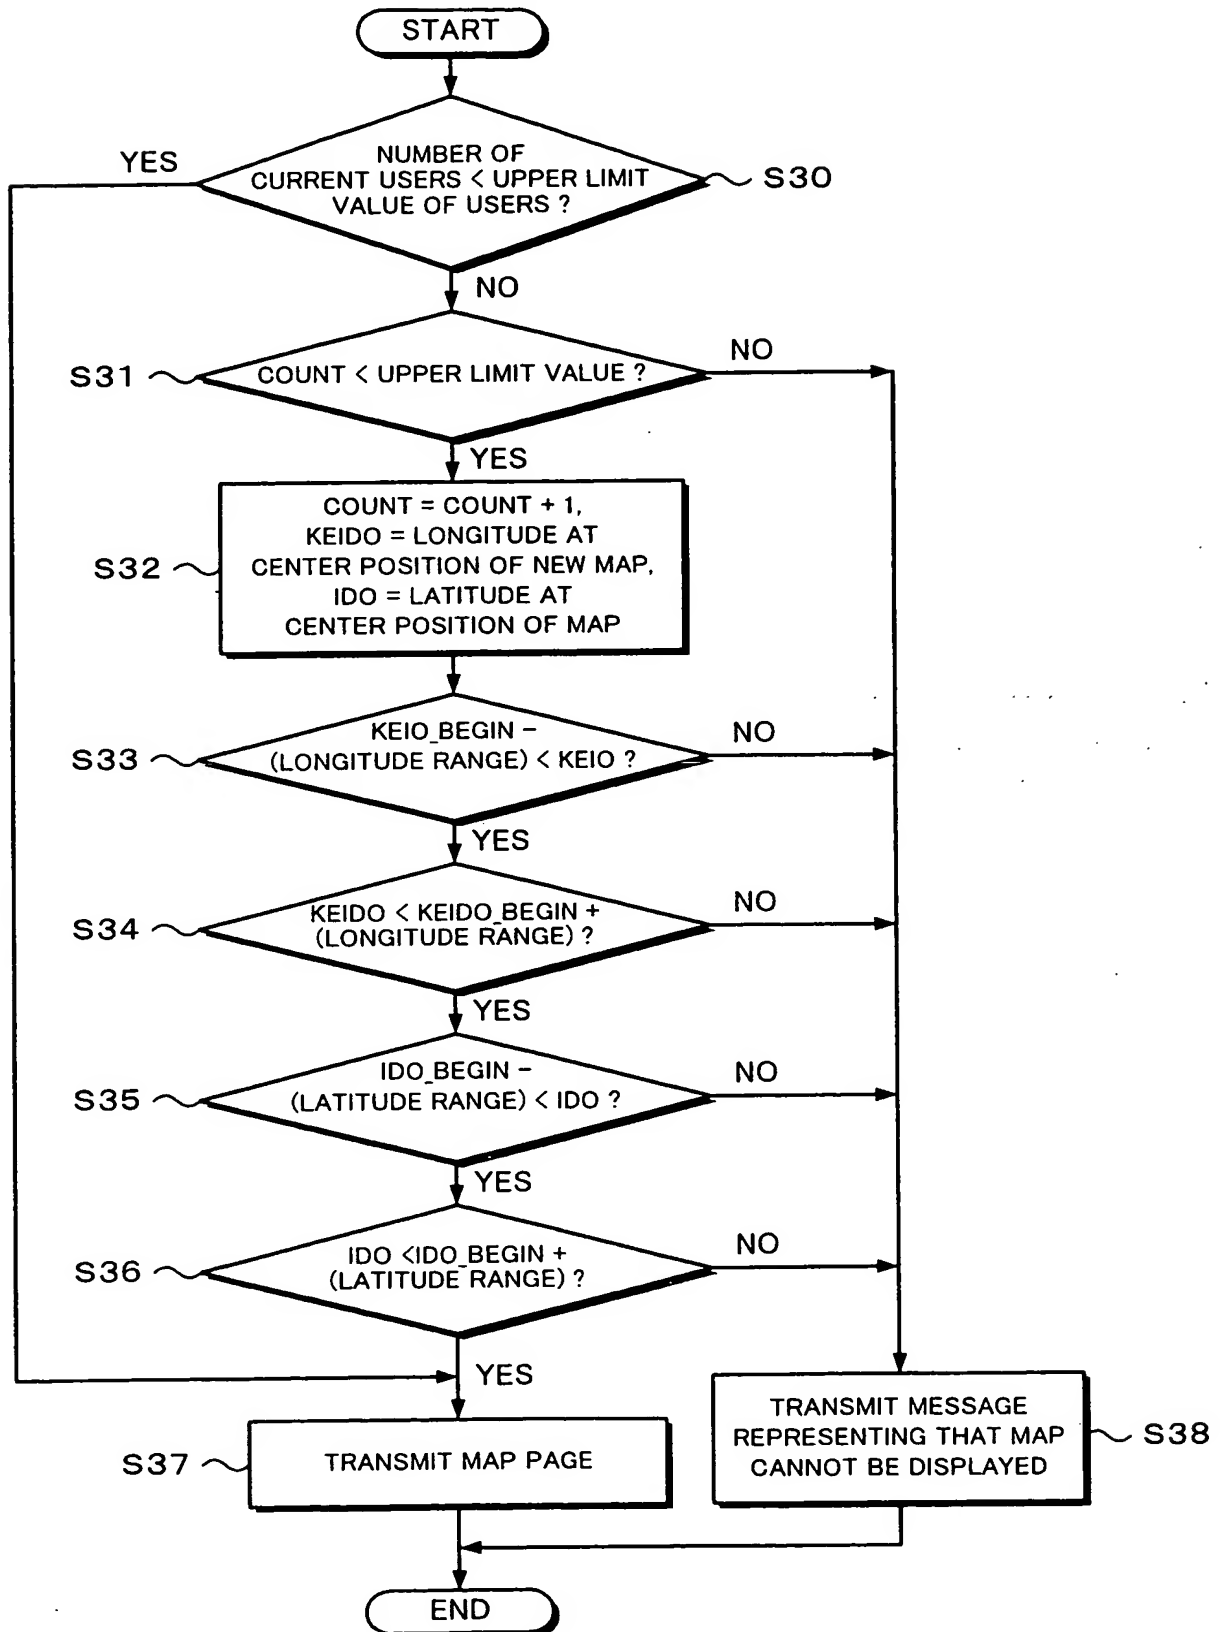 START
YES
NUMBER OF
CURRENT USERS < UPPER LIMIT
VALUE OF USERS ?
S30
NO
S31
COUNT < UPPER LIMIT VALUE ?
NO
YES
S32
COUNT = COUNT + 1,
KEIDO = LONGITUDE AT
CENTER POSITION OF NEW MAP,
IDO = LATITUDE AT
CENTER POSITION OF MAP
S33
KEIO_BEGIN –
(LONGITUDE RANGE) < KEIO ?
NO
YES
S34
KEIDO < KEIDO_BEGIN +
(LONGITUDE RANGE) ?
NO
YES
S35
IDO_BEGIN –
(LATITUDE RANGE) < IDO ?
NO
YES
S36
IDO <IDO_BEGIN +
(LATITUDE RANGE) ?
NO
YES
S37
TRANSMIT MAP PAGE
TRANSMIT MESSAGE
REPRESENTING THAT MAP
CANNOT BE DISPLAYED
S38
END